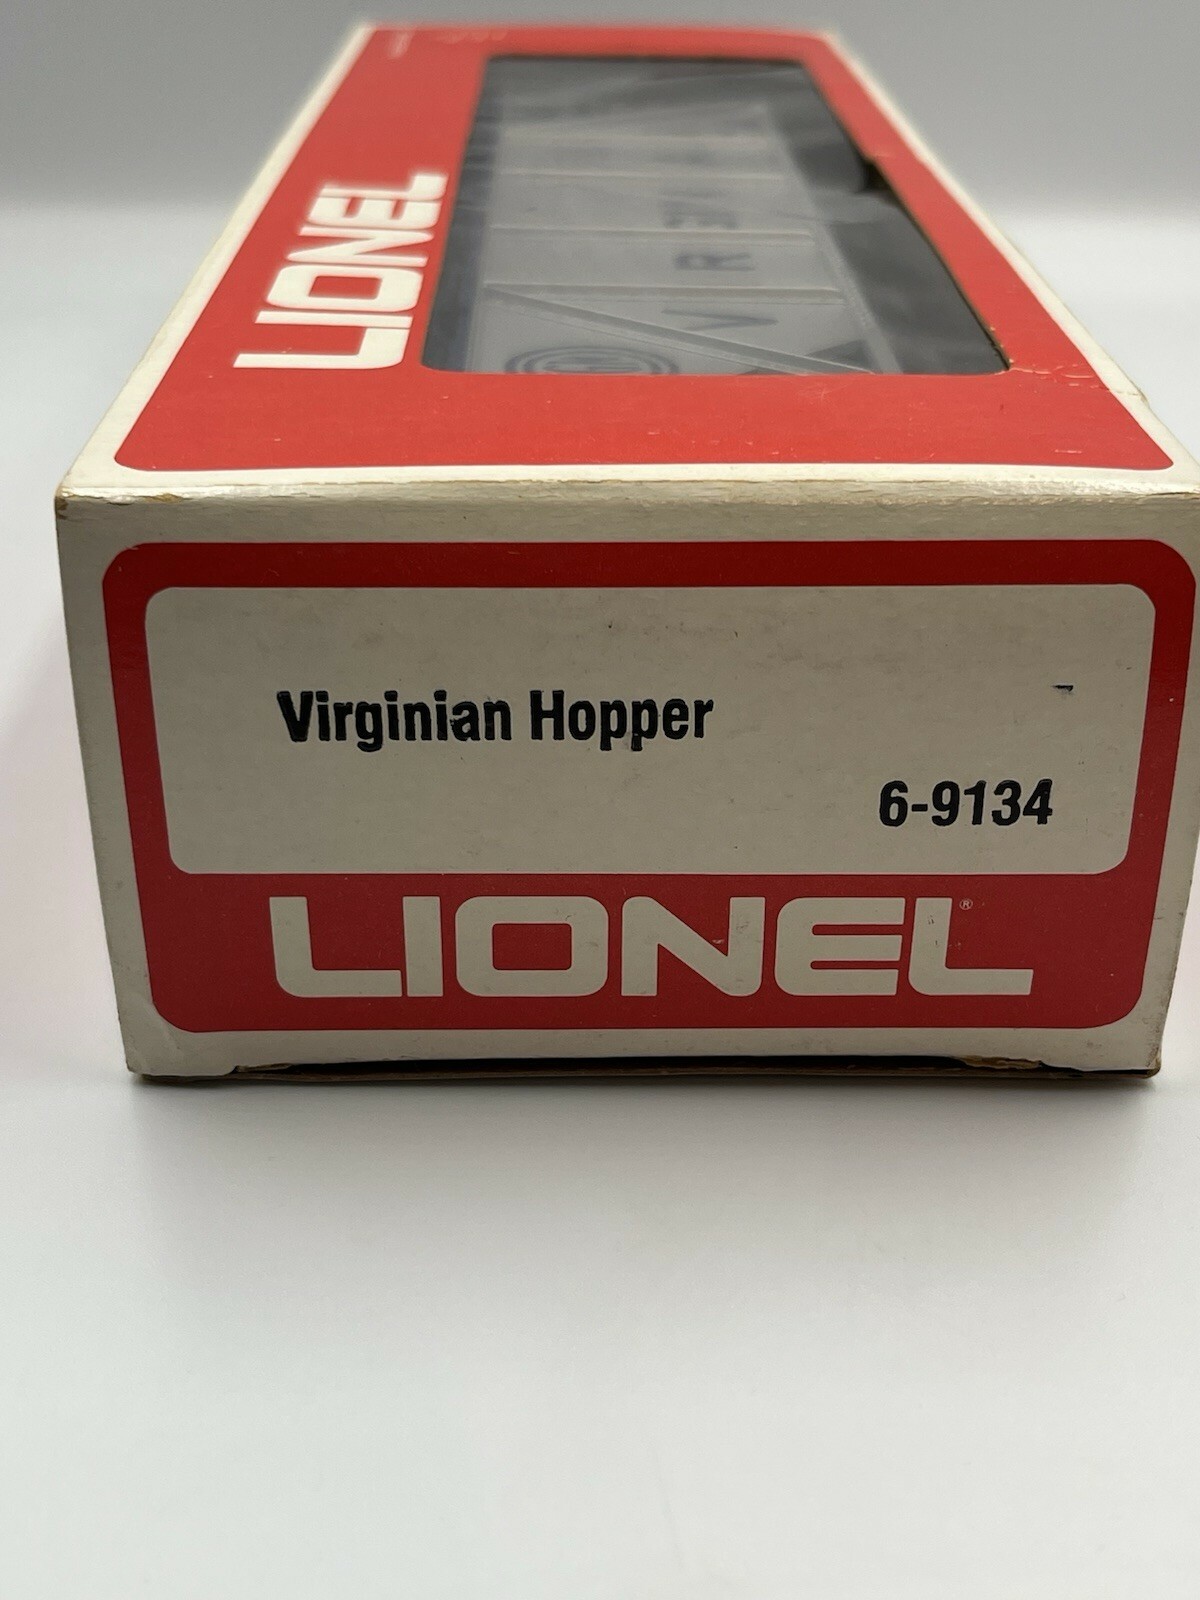 LIONEL
Virginian Hopper
6-9134
LIONEL®